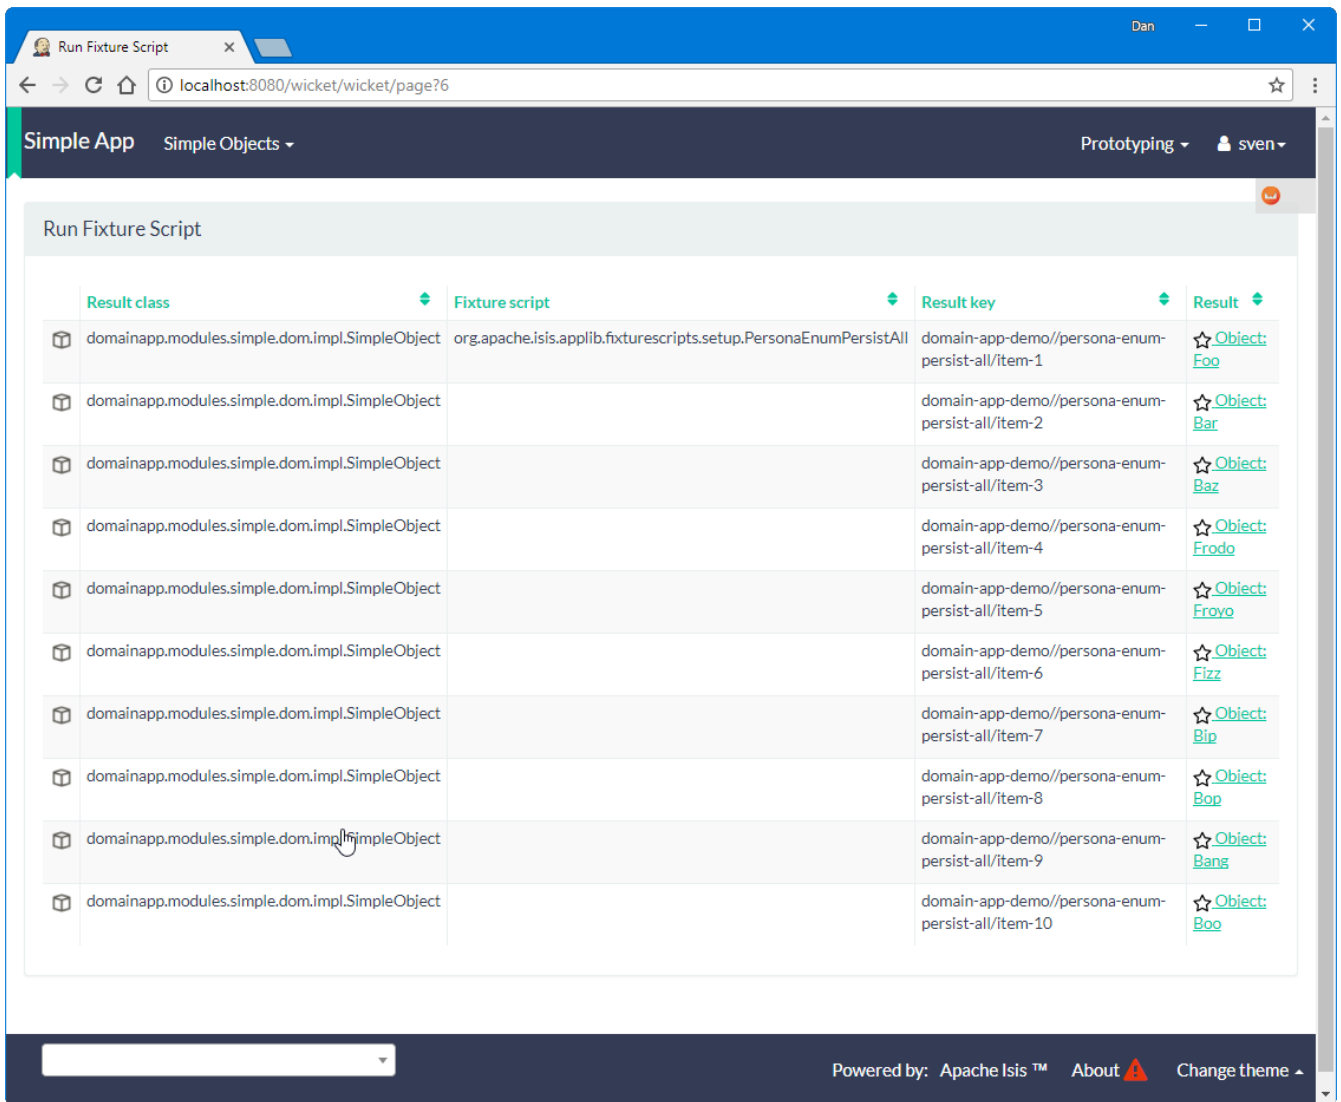 Dan
Run Fixture Script
localhost:8080/wicket/wicket/page?6
Simple App Simple Objects Prototyping sven
Run Fixture Script
Result class Fixture script Result key Result
domainapp.modules.simple.dom.impl.SimpleObject org.apache.isis.applib.fixturescripts.setup.PersonaEnumPersistAll domain-app-demo//persona-enum- Object:
persist-all/item-1 Foo
domainapp.modules.simple.dom.impl.SimpleObject domain-app-demo//persona-enum- Object:
persist-all/item-2 Bar
domainapp.modules.simple.dom.impl.SimpleObject domain-app-demo//persona-enum- Object:
persist-all/item-3 Baz
domainapp.modules.simple.dom.impl.SimpleObject domain-app-demo//persona-enum- Object:
persist-all/item-4 Frodo
domainapp.modules.simple.dom.impl.SimpleObject domain-app-demo//persona-enum- Object:
persist-all/item-5 Froyo
domainapp.modules.simple.dom.impl.SimpleObject domain-app-demo//persona-enum- Object:
persist-all/item-6 Fizz
domainapp.modules.simple.dom.impl.SimpleObject domain-app-demo//persona-enum- Object:
persist-all/item-7 Bip
domainapp.modules.simple.dom.impl.SimpleObject domain-app-demo//persona-enum- Object:
persist-all/item-8 Bop
domainapp.modules.simple.dom.impl.SimpleObject domain-app-demo//persona-enum- Object:
persist-all/item-9 Bang
domainapp.modules.simple.dom.impl.SimpleObject domain-app-demo//persona-enum- Object:
persist-all/item-10 Boo
Powered by: Apache Isis ™ About Change theme